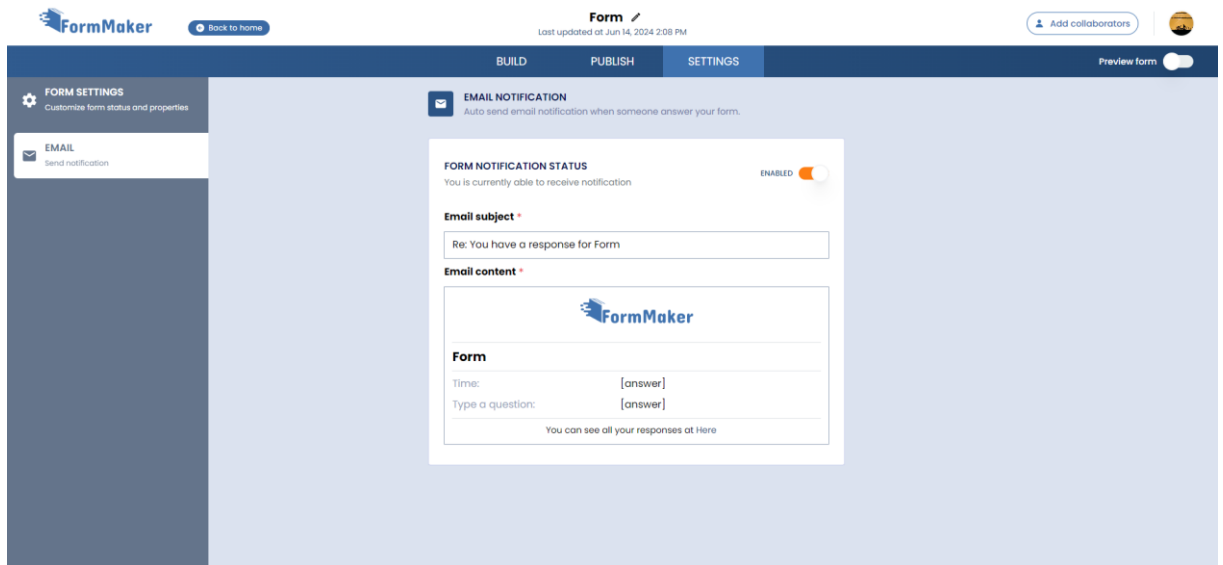 FormMaker
Back to home
Form
Last updated at Jun 14, 2024 2:08 PM
Add collaborators
BUILD
PUBLISH
SETTINGS
Preview form
FORM SETTINGS
Customize form status and properties
EMAIL
Send notification
EMAIL NOTIFICATION
Auto send email notification when someone answer your form.
FORM NOTIFICATION STATUS
You is currently able to receive notification
ENABLED
Email subject *
Re: You have a response for Form
Email content *
FormMaker
Form
Time: [answer]
Type a question: [answer]
You can see all your responses at Here